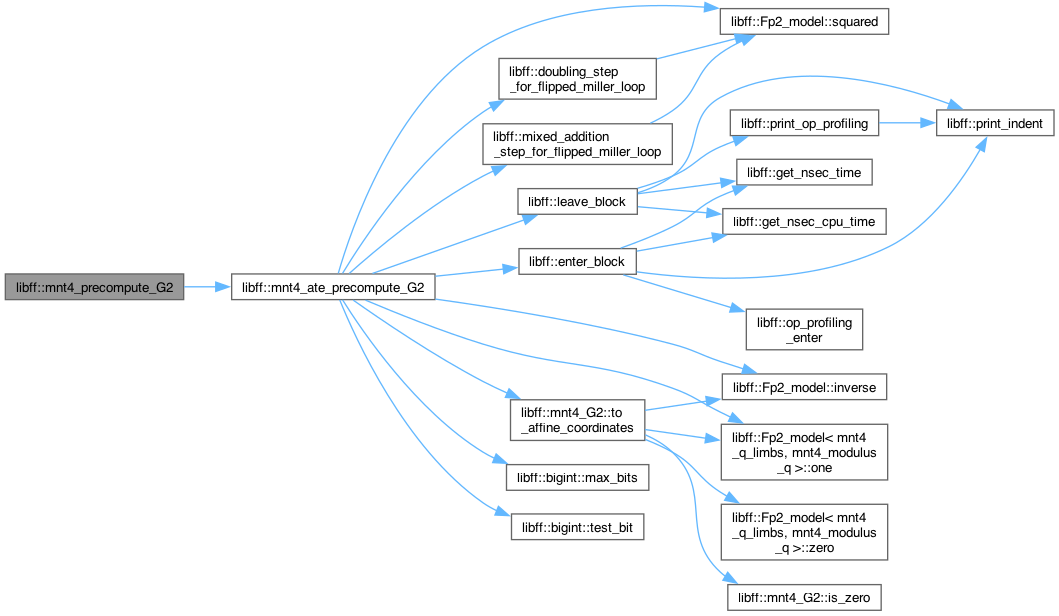 libff::mnt4_precompute_G2
libff::mnt4_ate_precompute_G2
libff::Fp2_model::squared
libff::doubling_step
_for_flipped_miller_loop
libff::mixed_addition
_step_for_flipped_miller_loop
libff::leave_block
libff::enter_block
libff::print_op_profiling
libff::print_indent
libff::get_nsec_time
libff::get_nsec_cpu_time
libff::op_profiling
_enter
libff::Fp2_model::inverse
libff::mnt4_G2::to
_affine_coordinates
libff::Fp2_model< mnt4
_q_limbs, mnt4_modulus
_q >::one
libff::bigint::max_bits
libff::Fp2_model< mnt4
_q_limbs, mnt4_modulus
_q >::zero
libff::bigint::test_bit
libff::mnt4_G2::is_zero